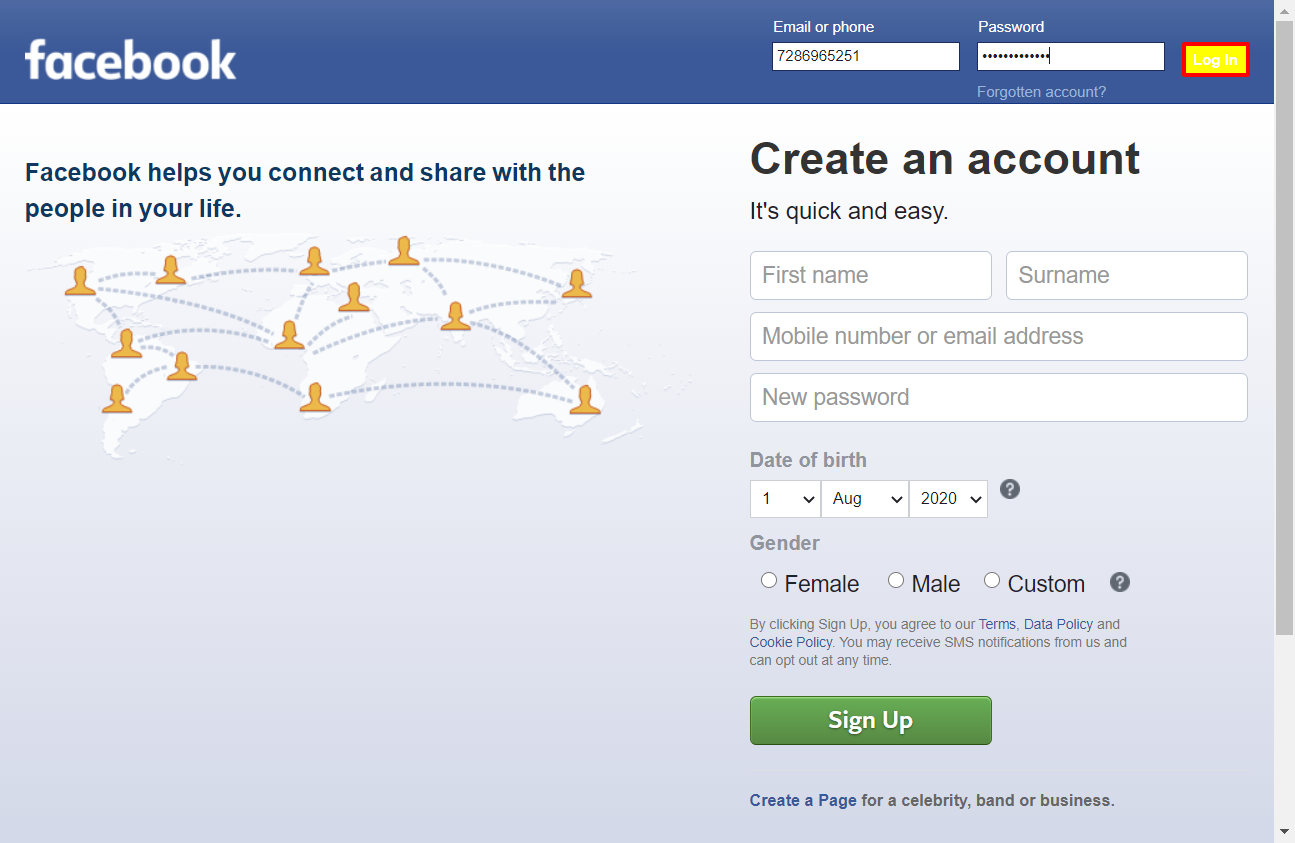 facebook
Email or phone
Password
7286965251
•••••••••••••
Log In
Forgotten account?
Facebook helps you connect and share with the
people in your life.
Create an account
It's quick and easy.
First name
Surname
Mobile number or email address
New password
Date of birth
1 Aug 2020 ?
Gender
Female Male Custom ?
By clicking Sign Up, you agree to our Terms, Data Policy and
Cookie Policy. You may receive SMS notifications from us and
can opt out at any time.
Sign Up
Create a Page for a celebrity, band or business.